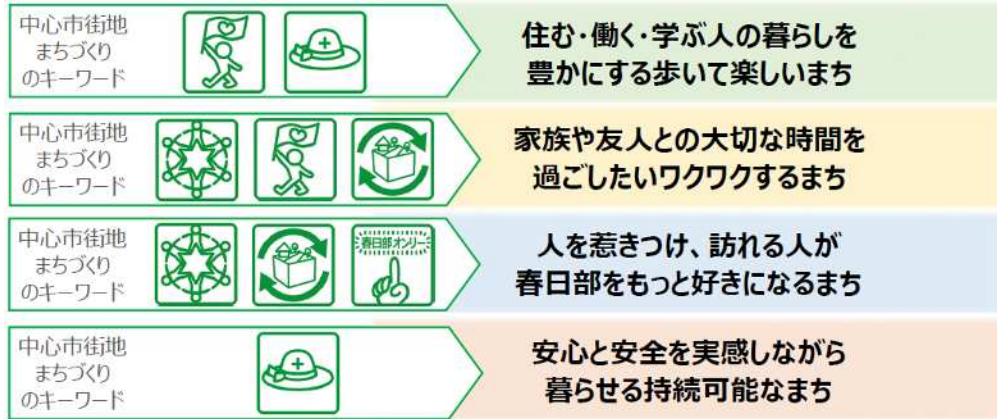 中心市街地
まちづくり
のキーワード
住む・働く・学ぶ人の暮らしを
豊かにする歩いて楽しいまち
中心市街地
まちづくり
のキーワード
家族や友人との大切な時間を
過ごしたいワクワクするまち
中心市街地
まちづくり
のキーワード
春日部オンリー
人を惹きつけ、訪れる人が
春日部をもっと好きになるまち
中心市街地
まちづくり
のキーワード
安心と安全を実感しながら
暮らせる持続可能なまち